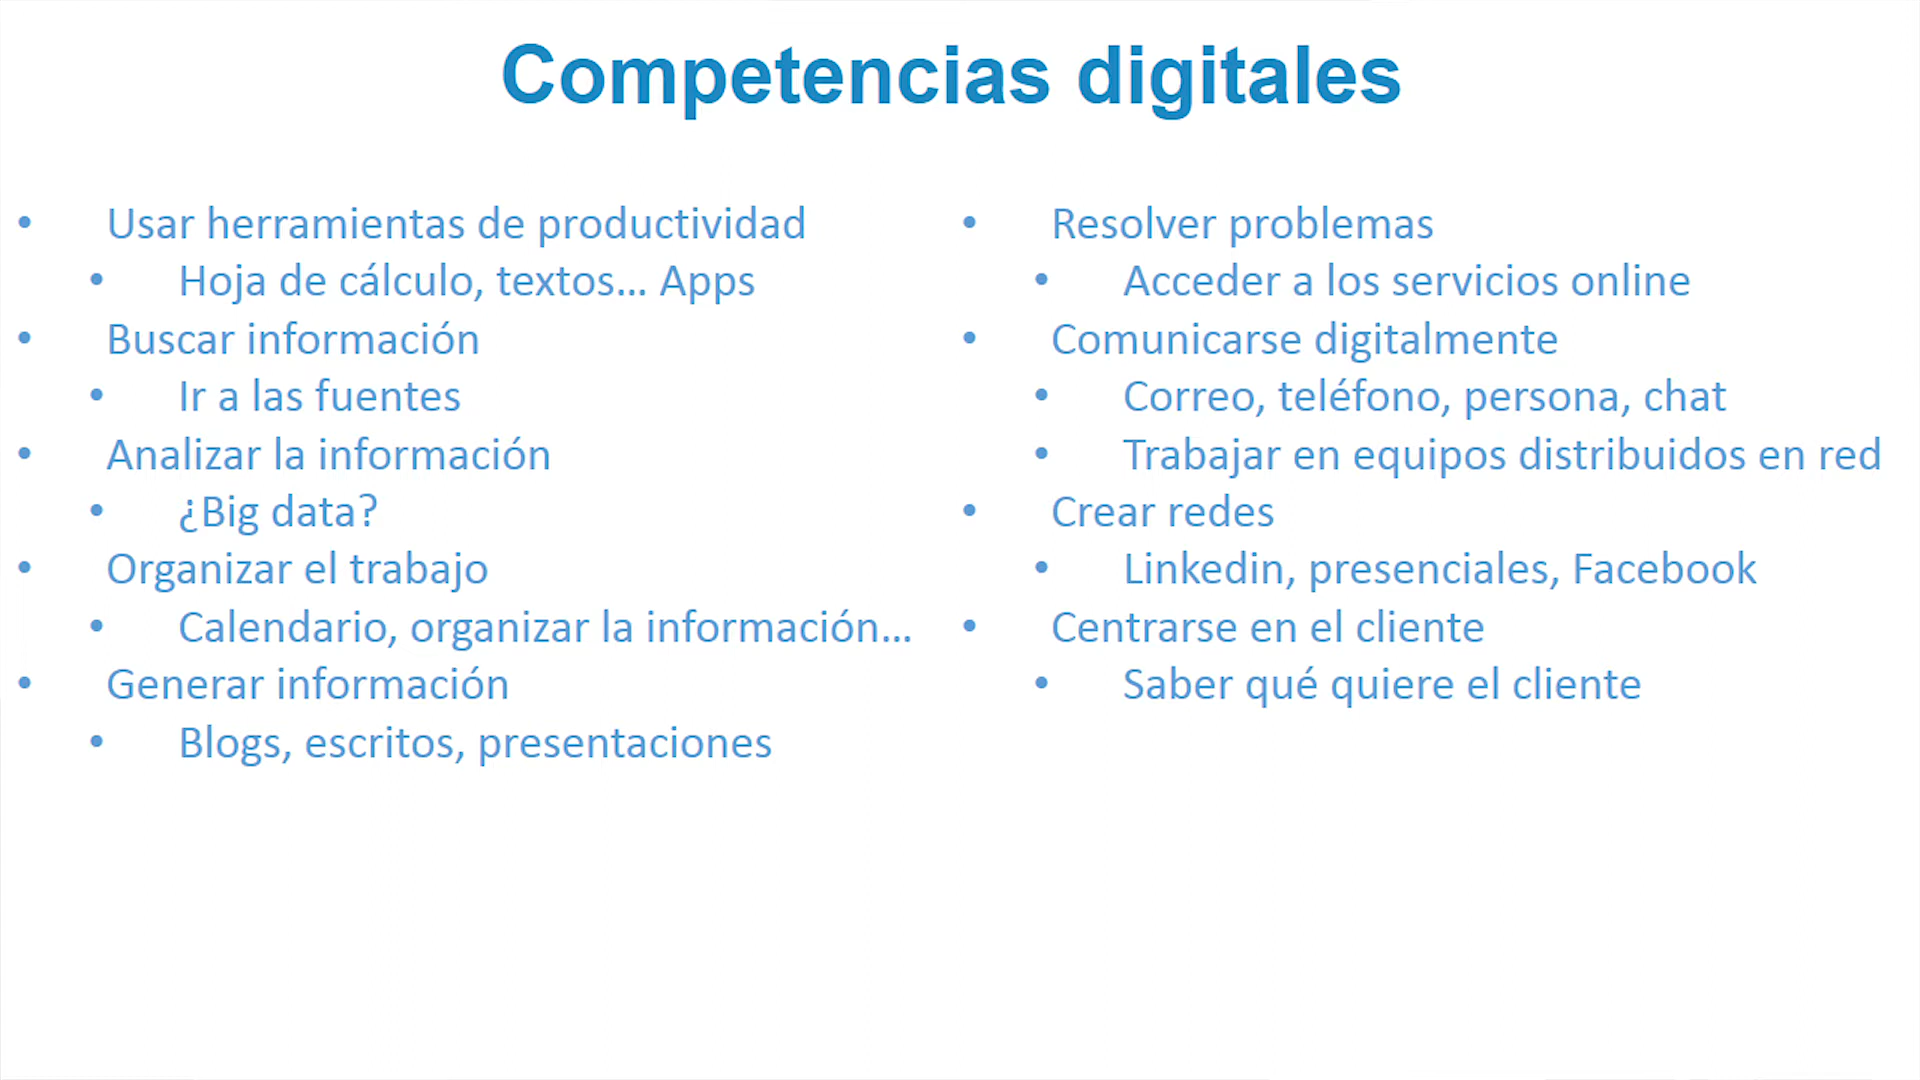 Competencias digitales
• Usar herramientas de productividad
• Hoja de cálculo, textos... Apps
• Buscar información
• Ir a las fuentes
• Analizar la información
• ¿Big data?
• Organizar el trabajo
• Calendario, organizar la información...
• Generar información
• Blogs, escritos, presentaciones
• Resolver problemas
• Acceder a los servicios online
• Comunicarse digitalmente
• Correo, teléfono, persona, chat
• Trabajar en equipos distribuidos en red
• Crear redes
• Linkedin, presenciales, Facebook
• Centrarse en el cliente
• Saber qué quiere el cliente